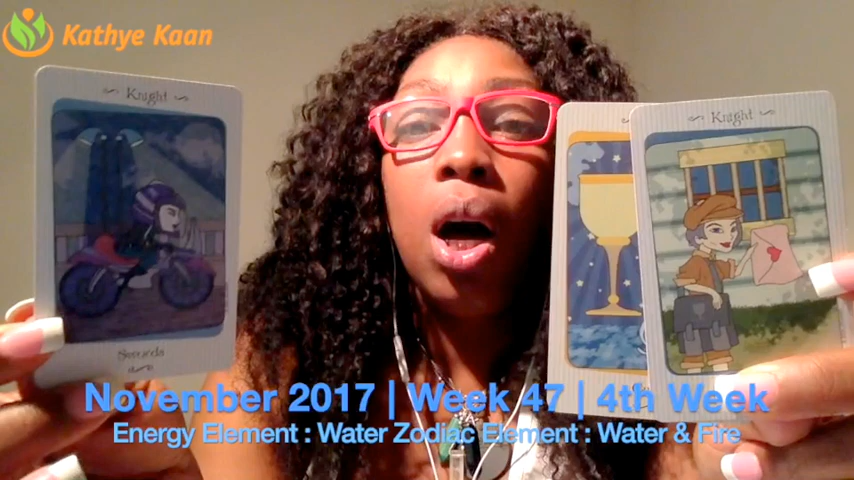 Kathye Kaan
Knight
Knight
Swords
November 2017 | Week 47 | 4th Week
Energy Element : Water Zodiac Element : Water & Fire